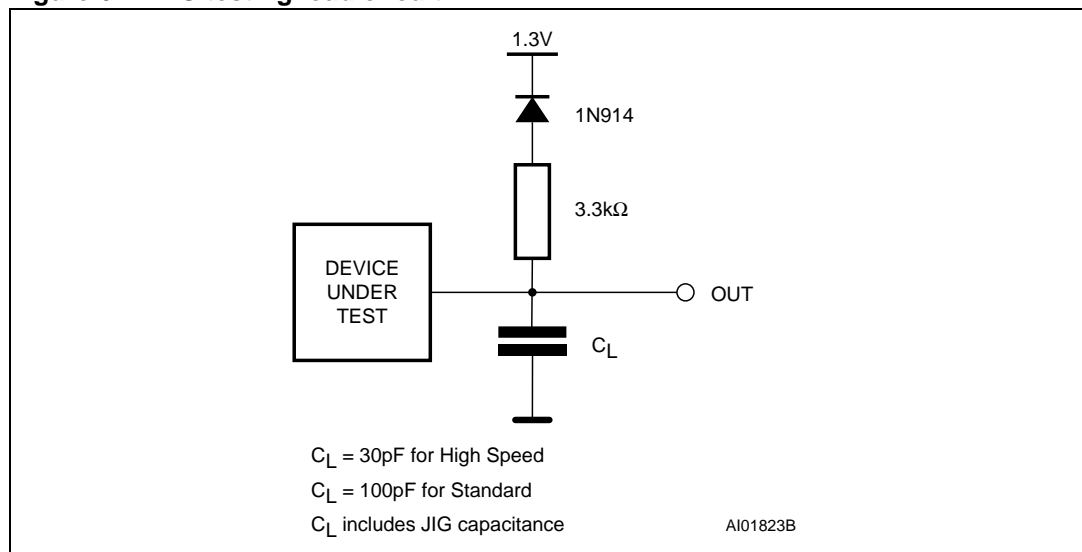 1.3V
1N914
3.3kΩ
DEVICE
UNDER
TEST
OUT
CL
CL = 30pF for High Speed
CL = 100pF for Standard
CL includes JIG capacitance
AI01823B